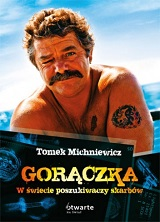 Tomek Michniewicz
GORĄCZKA
W świecie poszukiwaczy skarbów
otwarte